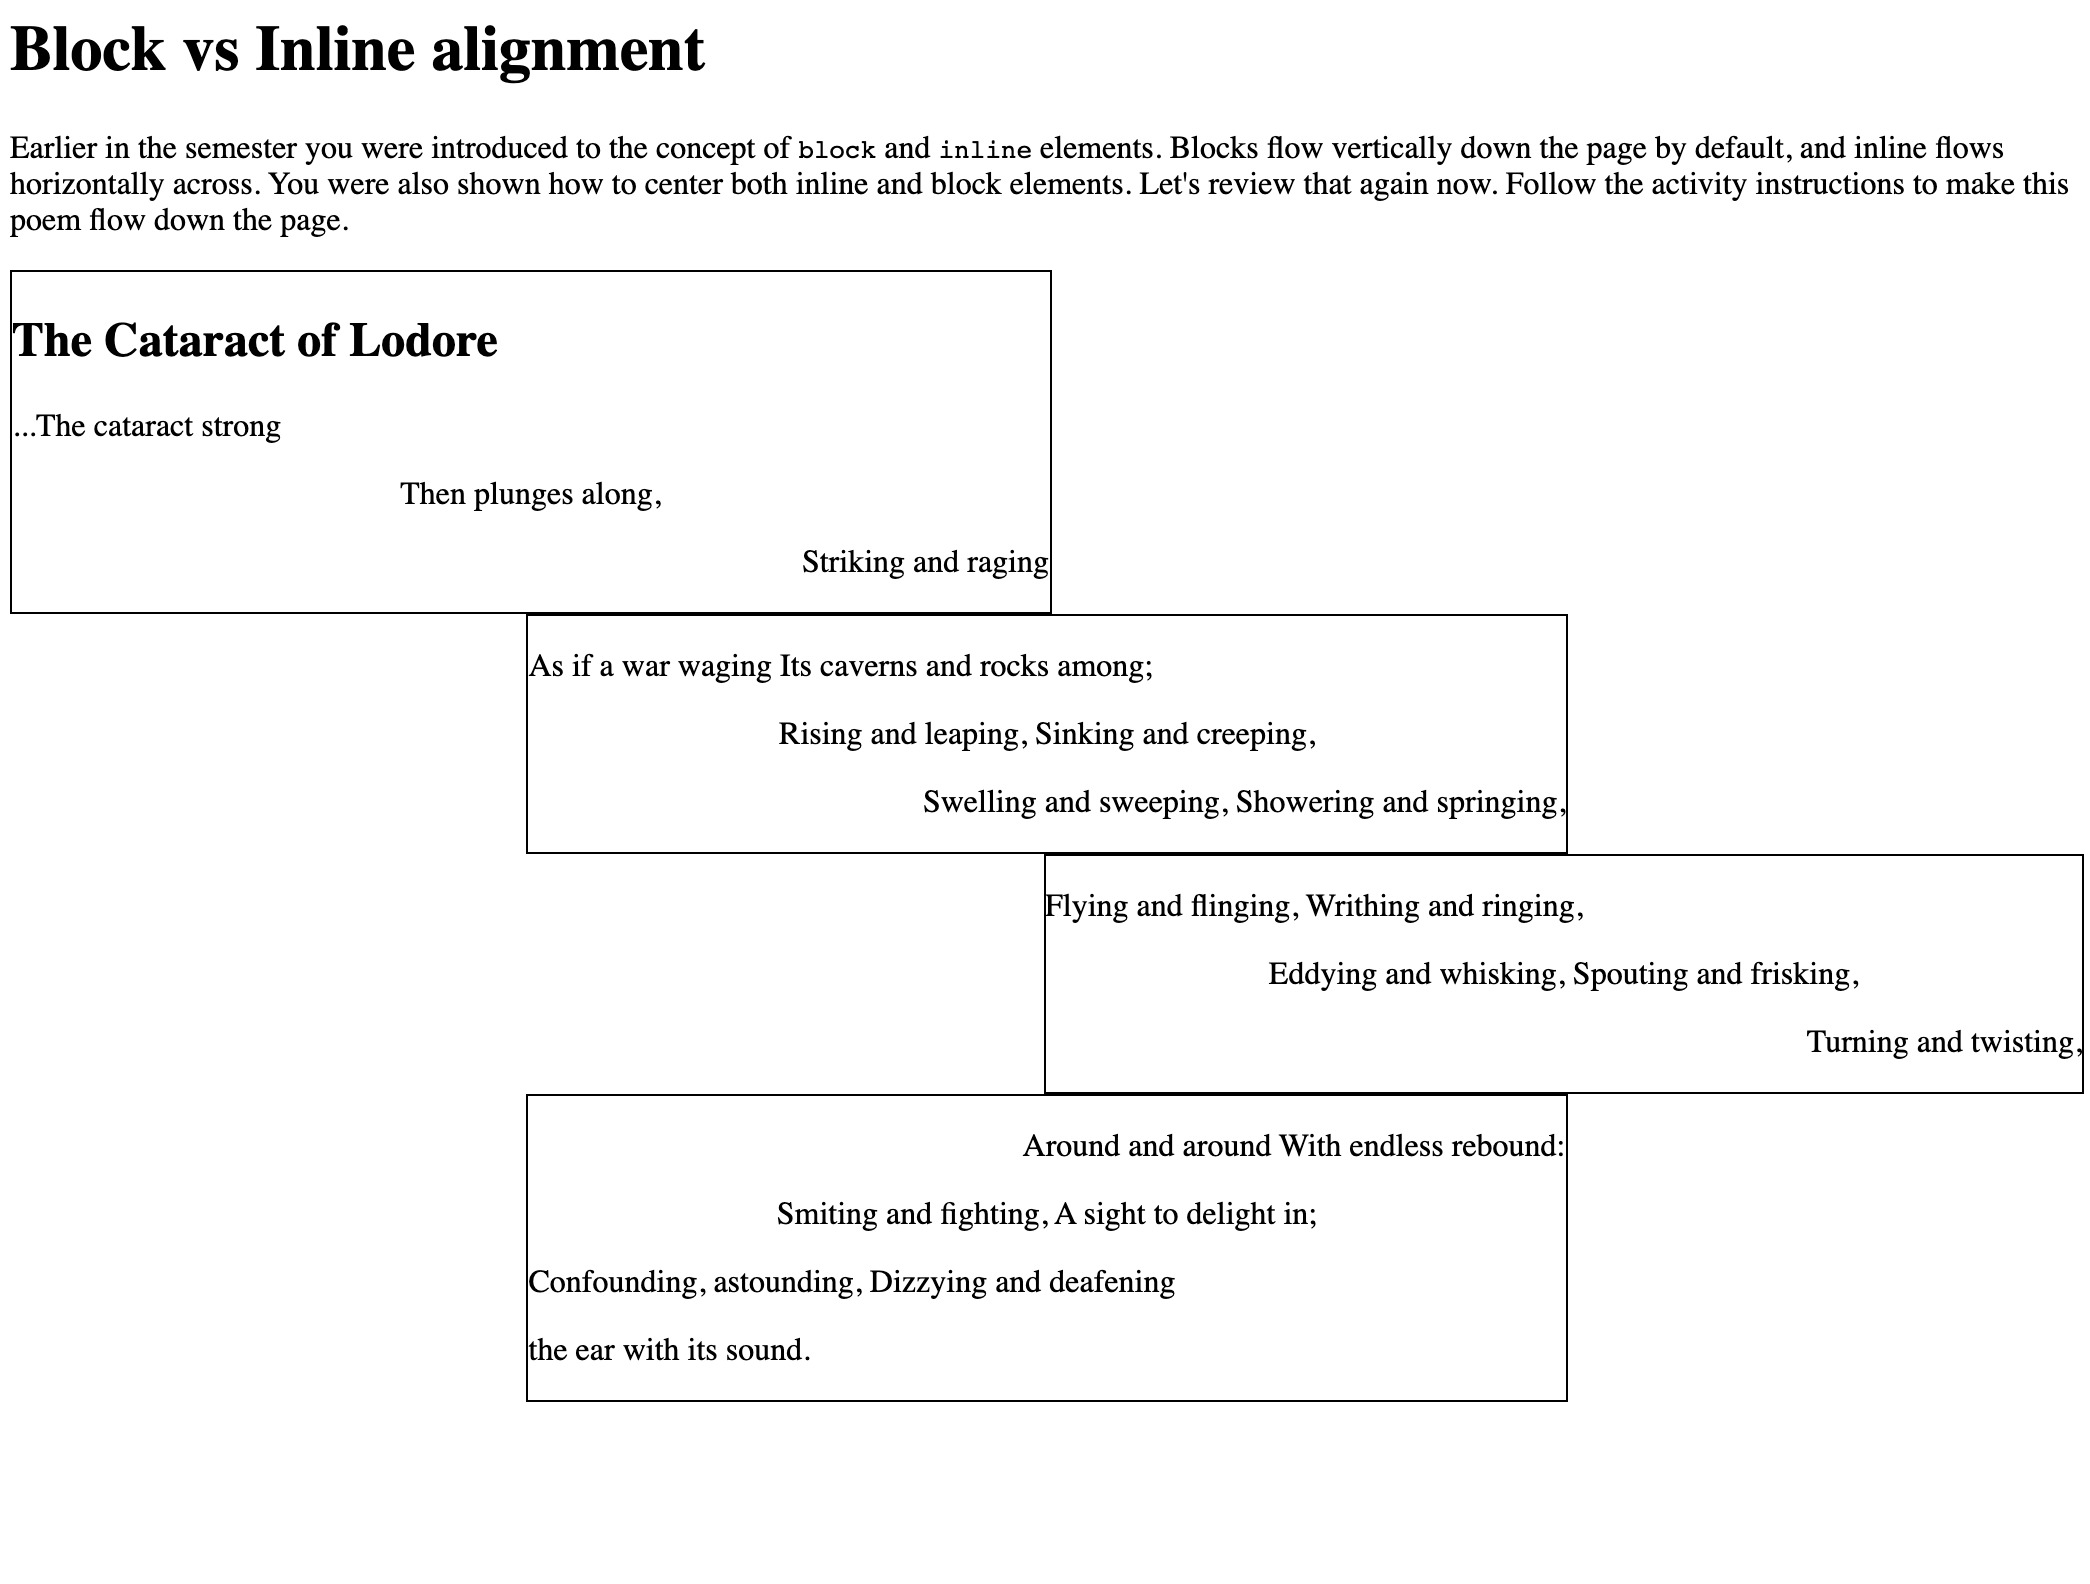 Block vs Inline alignment
Earlier in the semester you were introduced to the concept of block and inline elements. Blocks flow vertically down the page by default, and inline flows
horizontally across. You were also shown how to center both inline and block elements. Let's review that again now. Follow the activity instructions to make this
poem flow down the page.
The Cataract of Lodore
...The cataract strong
Then plunges along,
Striking and raging
As if a war waging Its caverns and rocks among;
Rising and leaping, Sinking and creeping,
Swelling and sweeping, Showering and springing,
Flying and flinging, Writhing and ringing,
Eddying and whisking, Spouting and frisking,
Turning and twisting,
Around and around With endless rebound:
Smiting and fighting, A sight to delight in;
Confounding, astounding, Dizzying and deafening
the ear with its sound.